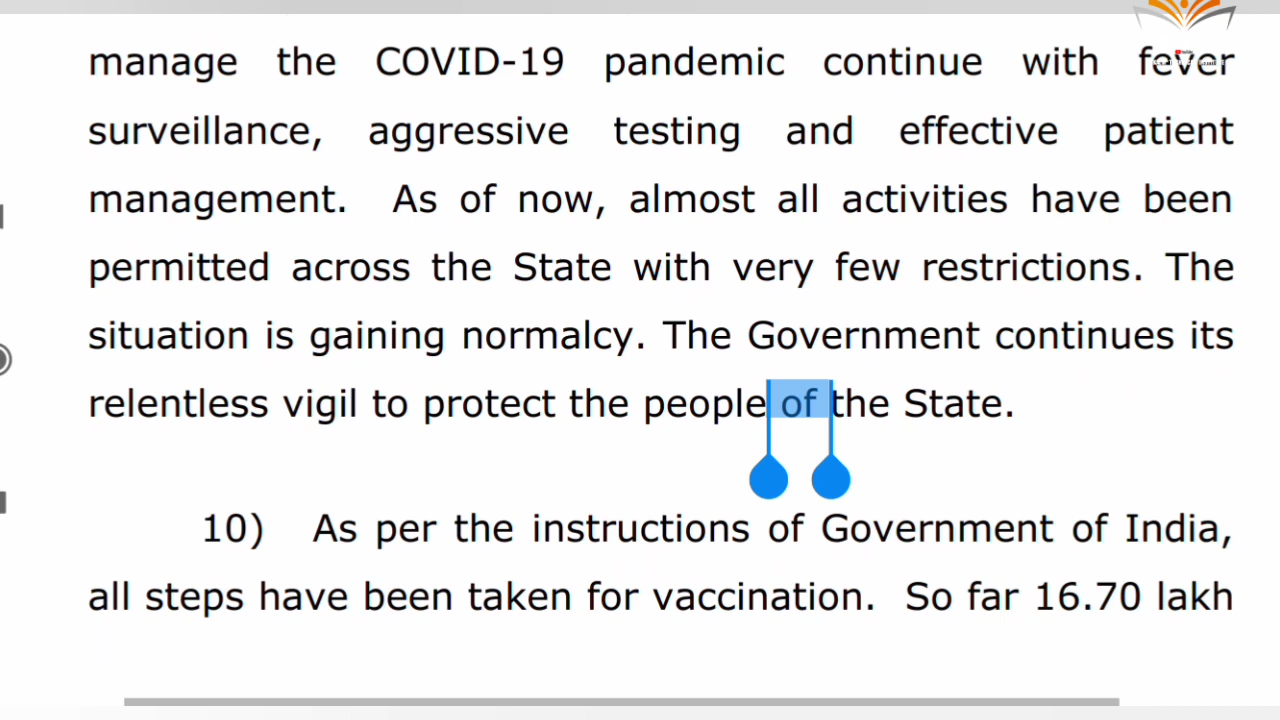 manage the COVID-19 pandemic continue with fever
surveillance, aggressive testing and effective patient
management. As of now, almost all activities have been
permitted across the State with very few restrictions. The
situation is gaining normalcy. The Government continues its
relentless vigil to protect the people of the State.
10) As per the instructions of Government of India,
all steps have been taken for vaccination. So far 16.70 lakh